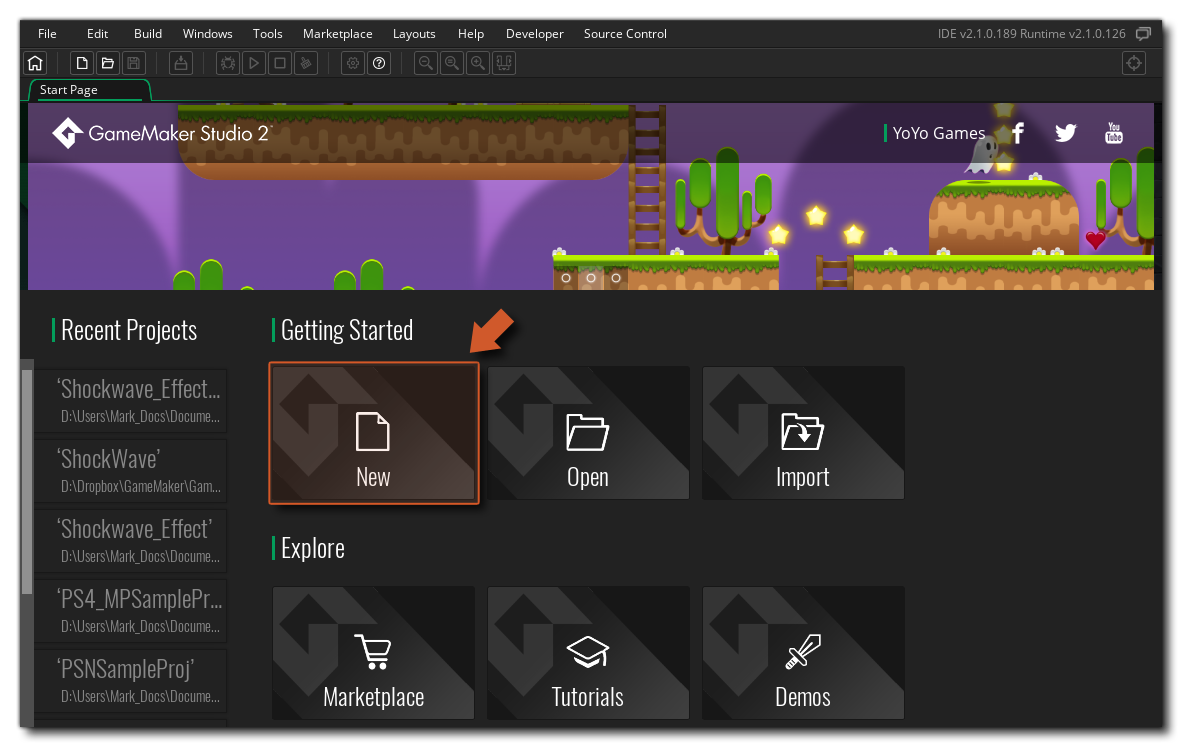 File Edit Build Windows Tools Marketplace Layouts Help Developer Source Control IDE v2.1.0.189 Runtime v2.1.0.126
Start Page
GameMaker Studio 2™ YoYo Games f You Tube
Recent Projects
‘Shockwave_Effect...
D:\Users\Mark_Docs\Docume...
‘ShockWave’
D:\Dropbox\GameMaker\Gam...
‘Shockwave_Effect’
D:\Users\Mark_Docs\Docume...
‘PS4_MPSamplePr...
D:\Users\Mark_Docs\Docume...
‘PSNSampleProj’
D:\Users\Mark_Docs\Docume...
Getting Started
New Open Import
Explore
Marketplace Tutorials Demos